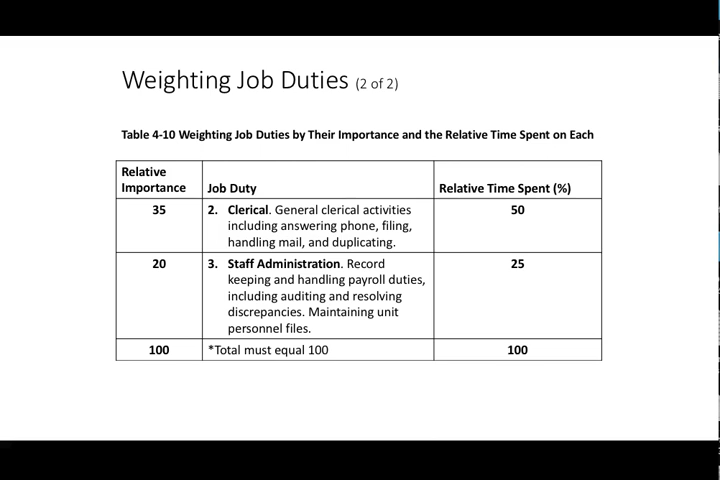 Weighting Job Duties (2 of 2)
Table 4-10 Weighting Job Duties by Their Importance and the Relative Time Spent on Each
Relative
Importance
Job Duty
Relative Time Spent (%)
35
2. Clerical. General clerical activities
including answering phone, filing,
handling mail, and duplicating.
50
20
3. Staff Administration. Record
keeping and handling payroll duties,
including auditing and resolving
discrepancies. Maintaining unit
personnel files.
25
100
*Total must equal 100
100